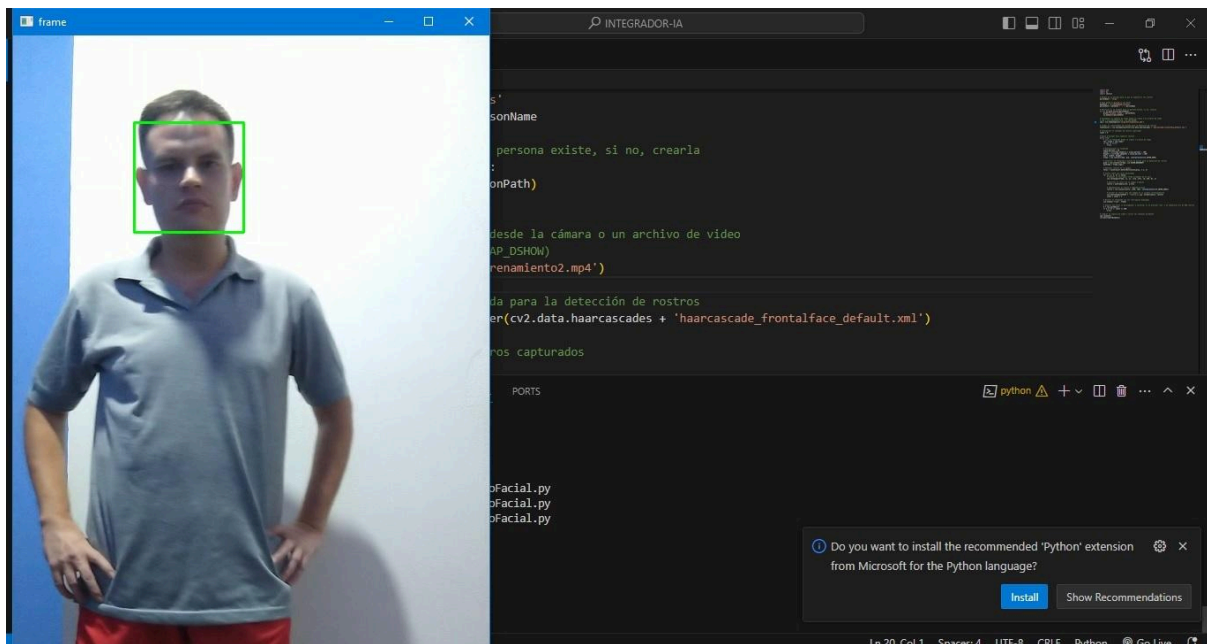 frame
INTEGRADOR-IA
s'
sonName
persona existe, si no, crearla
:
onPath)
desde la cámara o un archivo de video
AP_DSHOW)
renamiento2.mp4')
da para la detección de rostros
er(cv2.data.haarcascades + 'haarcascade_frontalface_default.xml')
ros capturados
PORTS
python
oFacial.py
oFacial.py
oFacial.py
Do you want to install the recommended 'Python' extension
from Microsoft for the Python language?
Install Show Recommendations
Ln 20, Col 1 Spaces: 4 UTF-8 CRLF Python Go Live